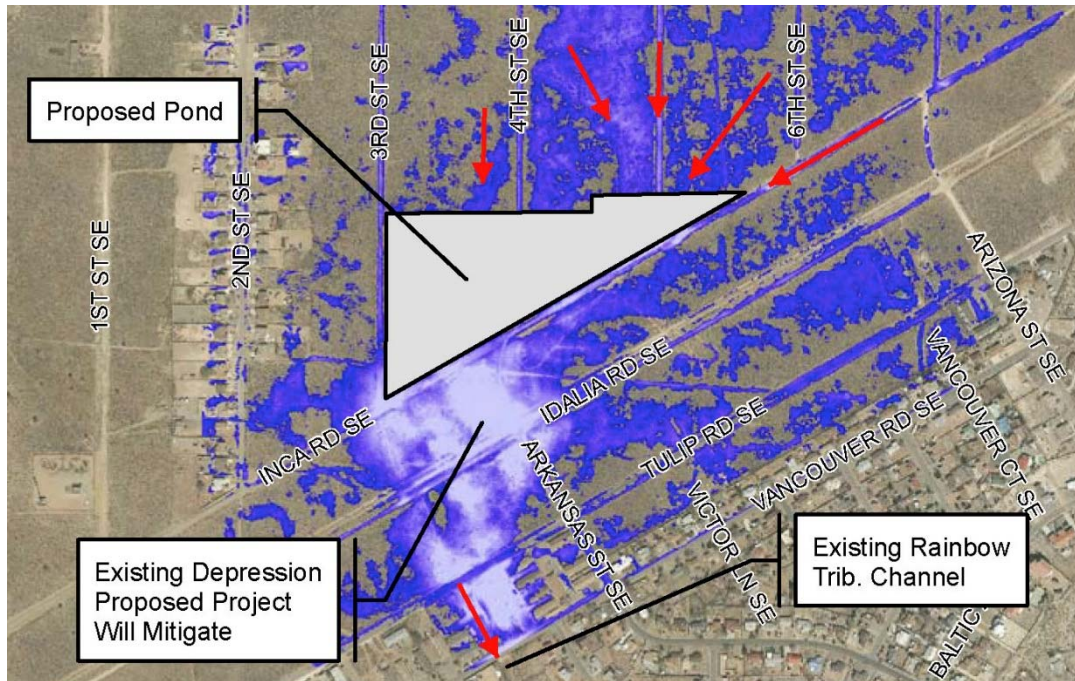 Proposed Pond
1ST ST SE
2ND ST SE
3RD ST SE
4TH ST SE
6TH ST SE
ARIZONA ST SE
INCA RD SE
IDALIA RD SE
TULIP RD SE
VANCOUVER RD SE
VANCOUVER CT SE
ARKANSAS ST SE
VICTOR LN SE
BALTIC
Existing Depression
Proposed Project
Will Mitigate
Existing Rainbow
Trib. Channel